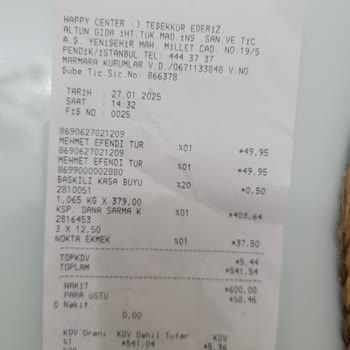 HAPPY CENTER :) TEŞEKKÜR EDERİZ
ALTUN GIDA İHT.TÜK.MAD.İNŞ .SAN.VE TİC
A.Ş. YENİŞEHİR MAH. MİLLET CAD. NO:19/5
PENDİK/İSTANBUL TEL: 444 37 37
MARMARA KURUMLAR V.D./0671133848 V.NO
Şube Tic.Sic.No: 866378
TARİH : 27.01.2025
SAAT : 14:32
FİŞ NO : 0025
8690627021209
MEHMET EFENDI TUR %01 *49,95
8690627021209
MEHMET EFENDI TUR %01 *49,95
8699000002880
BASKILI KASA BUYU %20 *0,50
2810051
1,065 KG X 379,00
KSP. DANA SARMA K %01 *403,64
2816453
3 X 12,50
NOKTA EKMEK %01 *37,50
TOPKDV *5,44
TOPLAM *541,54
NAKİT *600,00
PARA ÜSTÜ *58,46
0 Nakit.
0,00
KDV Oranı KDV Dahil Tutar KDV
%1 *541,04 *5,36